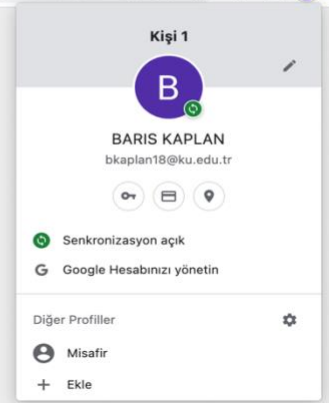 Kişi 1
B
BARIS KAPLAN
bkaplan18@ku.edu.tr
Senkronizasyon açık
G Google Hesabınızı yönetin
Diğer Profiller
Misafir
+ Ekle